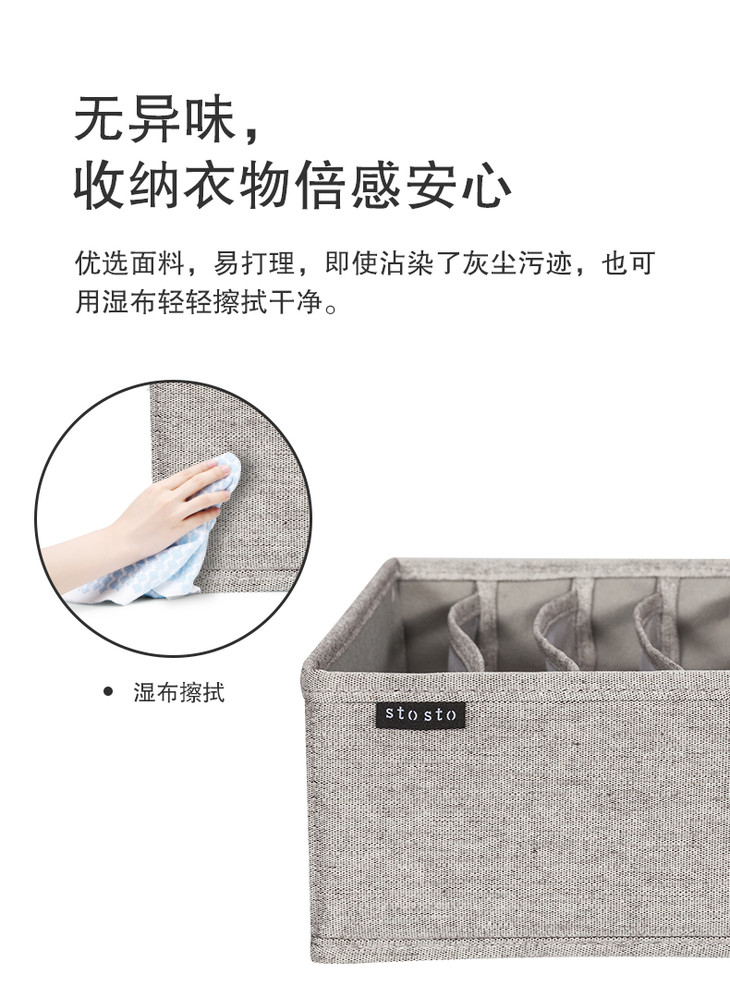 无异味，
收纳衣物倍感安心
优选面料，易打理，即使沾染了灰尘污迹，也可
用湿布轻轻擦拭干净。
• 湿布擦拭
sto sto